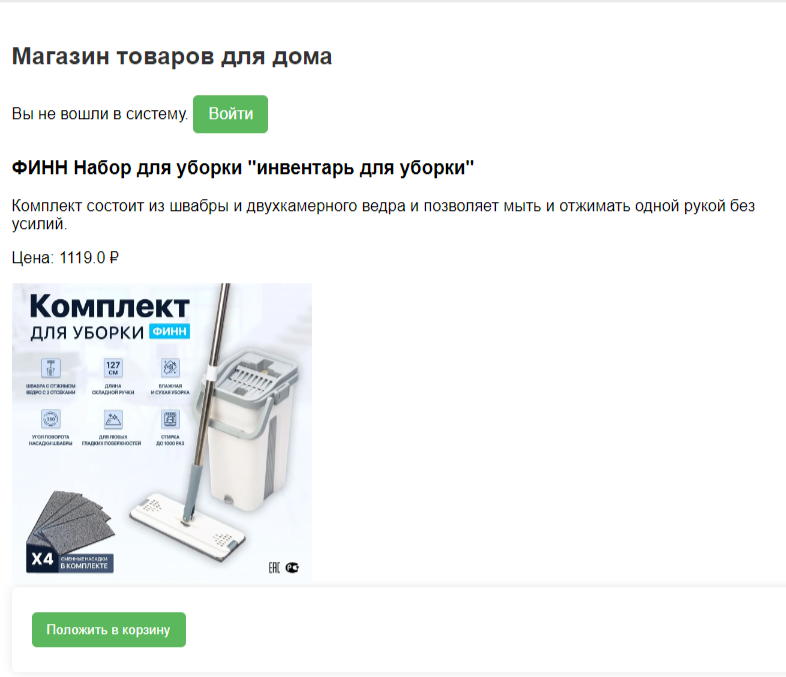 Магазин товаров для дома
Вы не вошли в систему. Войти
ФИНН Набор для уборки "инвентарь для уборки"
Комплект состоит из швабры и двухкамерного ведра и позволяет мыть и отжимать одной рукой без
усилий.
Цена: 1119.0 ₽
Комплект
ДЛЯ УБОРКИ ФИНН
127
СМ
ШВАБРА С ОТЖИМОМ
ВЕДРО С 2 ОТСЕКАМИ
ДЛИНА
СКЛАДНОЙ РУЧКИ
ВЛАЖНАЯ
И СУХАЯ УБОРКА
УГОЛ ПОВОРОТА
НАСАДКИ ШВАБРЫ
ДЛЯ ЛЮБЫХ
ГЛАДКИХ ПОВЕРХНОСТЕЙ
СТИРКА
ДО 1000 РАЗ
X4 СМЕННЫЕ НАСАДКИ
В КОМПЛЕКТЕ
EAC
Положить в корзину